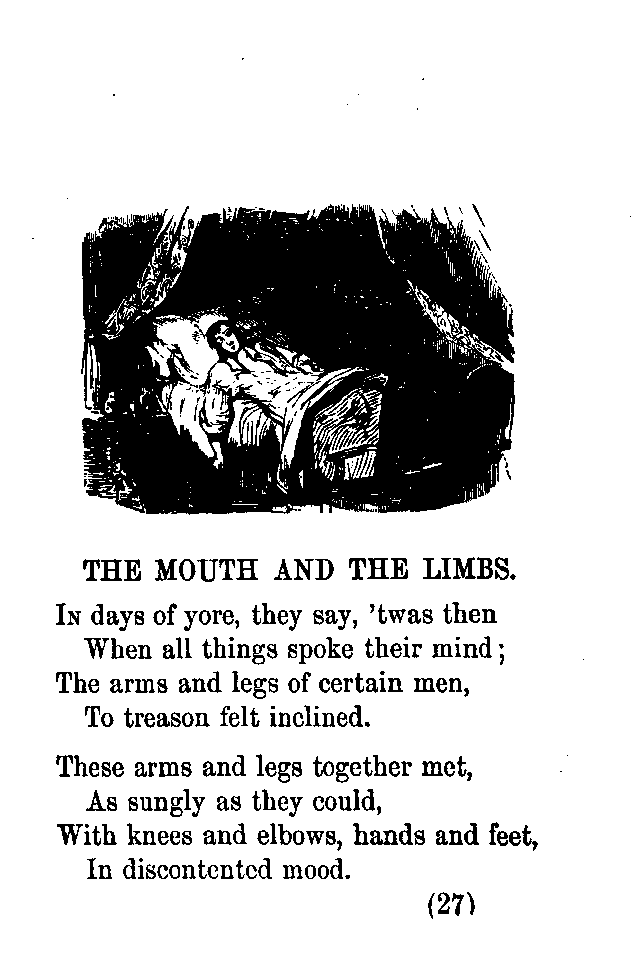 THE MOUTH AND THE LIMBS.
IN days of yore, they say, ’twas then
When all things spoke their mind ;
The arms and legs of certain men,
To treason felt inclined.
These arms and legs together met,
As sungly as they could,
With knees and elbows, hands and feet,
In discontented mood.
(27)